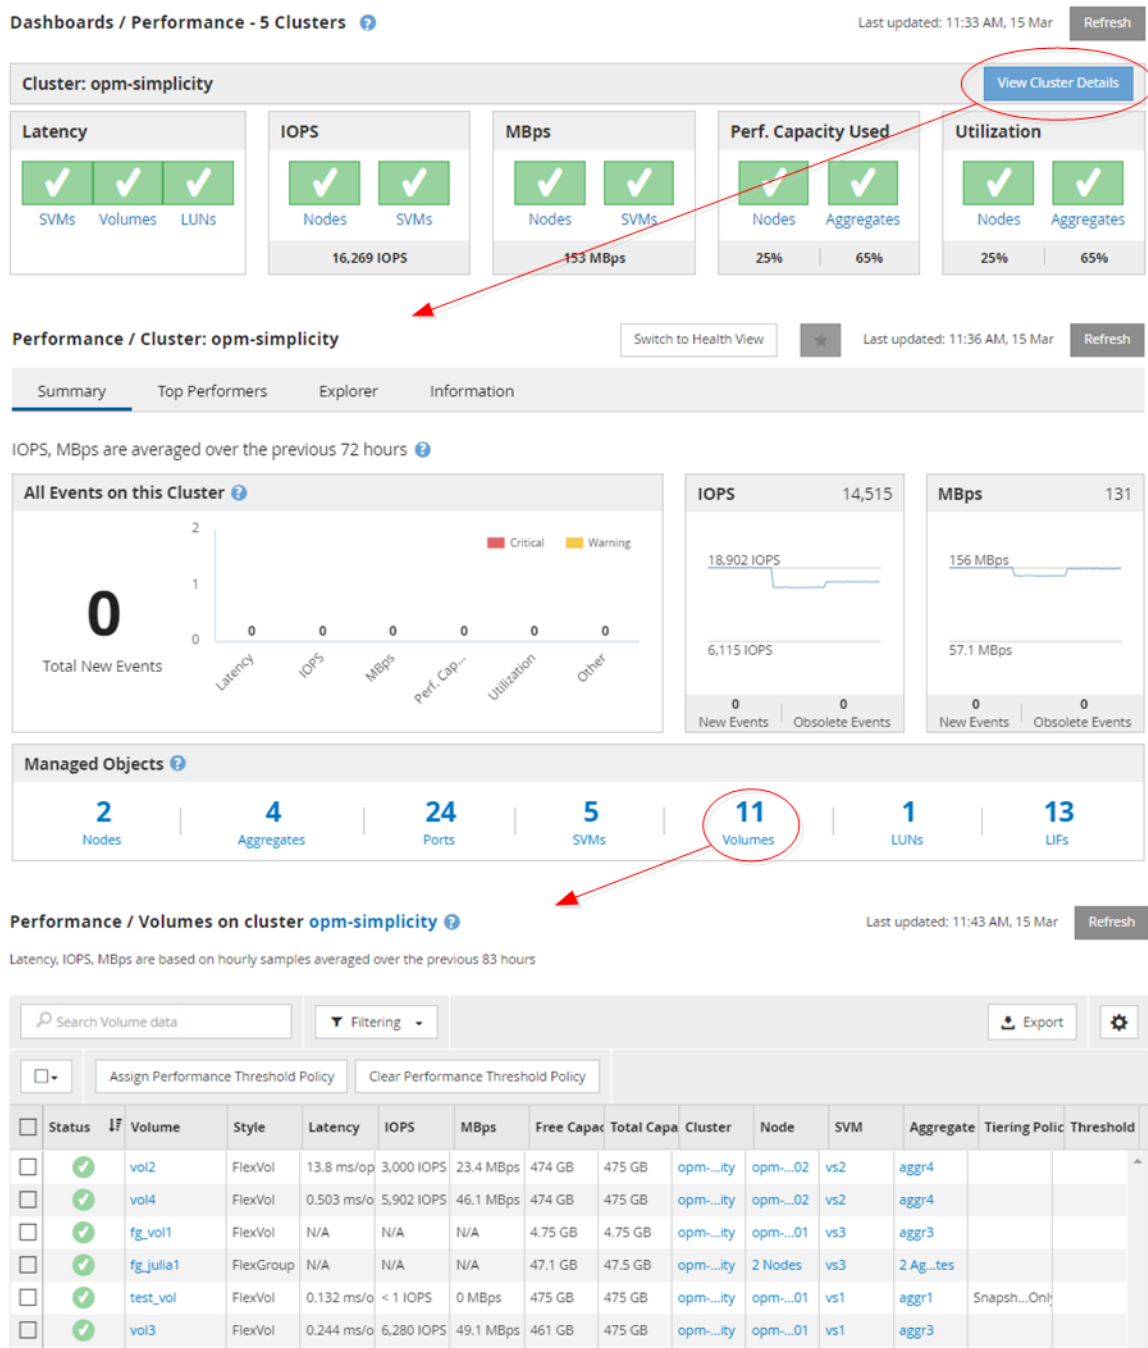 Dashboards / Performance - 5 Clusters ?
Last updated: 11:33 AM, 15 Mar Refresh
Cluster: opm-simplicity View Cluster Details
Latency IOPS MBps Perf. Capacity Used Utilization
SVMs Volumes LUNs Nodes SVMs Nodes SVMs Nodes Aggregates Nodes Aggregates
16,269 IOPS 153 MBps 25% 65% 25% 65%
Performance / Cluster: opm-simplicity Switch to Health View Last updated: 11:36 AM, 15 Mar Refresh
Summary Top Performers Explorer Information
IOPS, MBps are averaged over the previous 72 hours ?
All Events on this Cluster ?
2
1
0
Critical Warning
0
Total New Events
0 0 0 0 0 0
Latency IOPS MBps Perf. Cap... Utilization Other
IOPS 14,515
18,902 IOPS
6,115 IOPS
0 0
New Events Obsolete Events
MBps 131
156 MBps
57.1 MBps
0 0
New Events Obsolete Events
Managed Objects ?
2 4 24 5 11 1 13
Nodes Aggregates Ports SVMs Volumes LUNs LIFs
Performance / Volumes on cluster opm-simplicity ? Last updated: 11:43 AM, 15 Mar Refresh
Latency, IOPS, MBps are based on hourly samples averaged over the previous 83 hours
Search Volume data Filtering Export
Assign Performance Threshold Policy Clear Performance Threshold Policy
Status Volume Style Latency IOPS MBps Free Capac Total Capa Cluster Node SVM Aggregate Tiering Polic Threshold
vol2 FlexVol 13.8 ms/op 3,000 IOPS 23.4 MBps 474 GB 475 GB opm-...ity opm-...02 vs2 aggr4
vol4 FlexVol 0.503 ms/o 5,902 IOPS 46.1 MBps 474 GB 475 GB opm-...ity opm-...02 vs2 aggr4
fg_vol1 FlexVol N/A N/A N/A 4.75 GB 4.75 GB opm-...ity opm-...01 vs3 aggr3
fg_julia1 FlexGroup N/A N/A N/A 47.1 GB 47.5 GB opm-...ity 2 Nodes vs3 2 Ag...tes
test_vol FlexVol 0.132 ms/o < 1 IOPS 0 MBps 475 GB 475 GB opm-...ity opm-...01 vs1 aggr1 Snapsh...Only
vol3 FlexVol 0.244 ms/o 6,280 IOPS 49.1 MBps 461 GB 475 GB opm-...ity opm-...01 vs1 aggr3